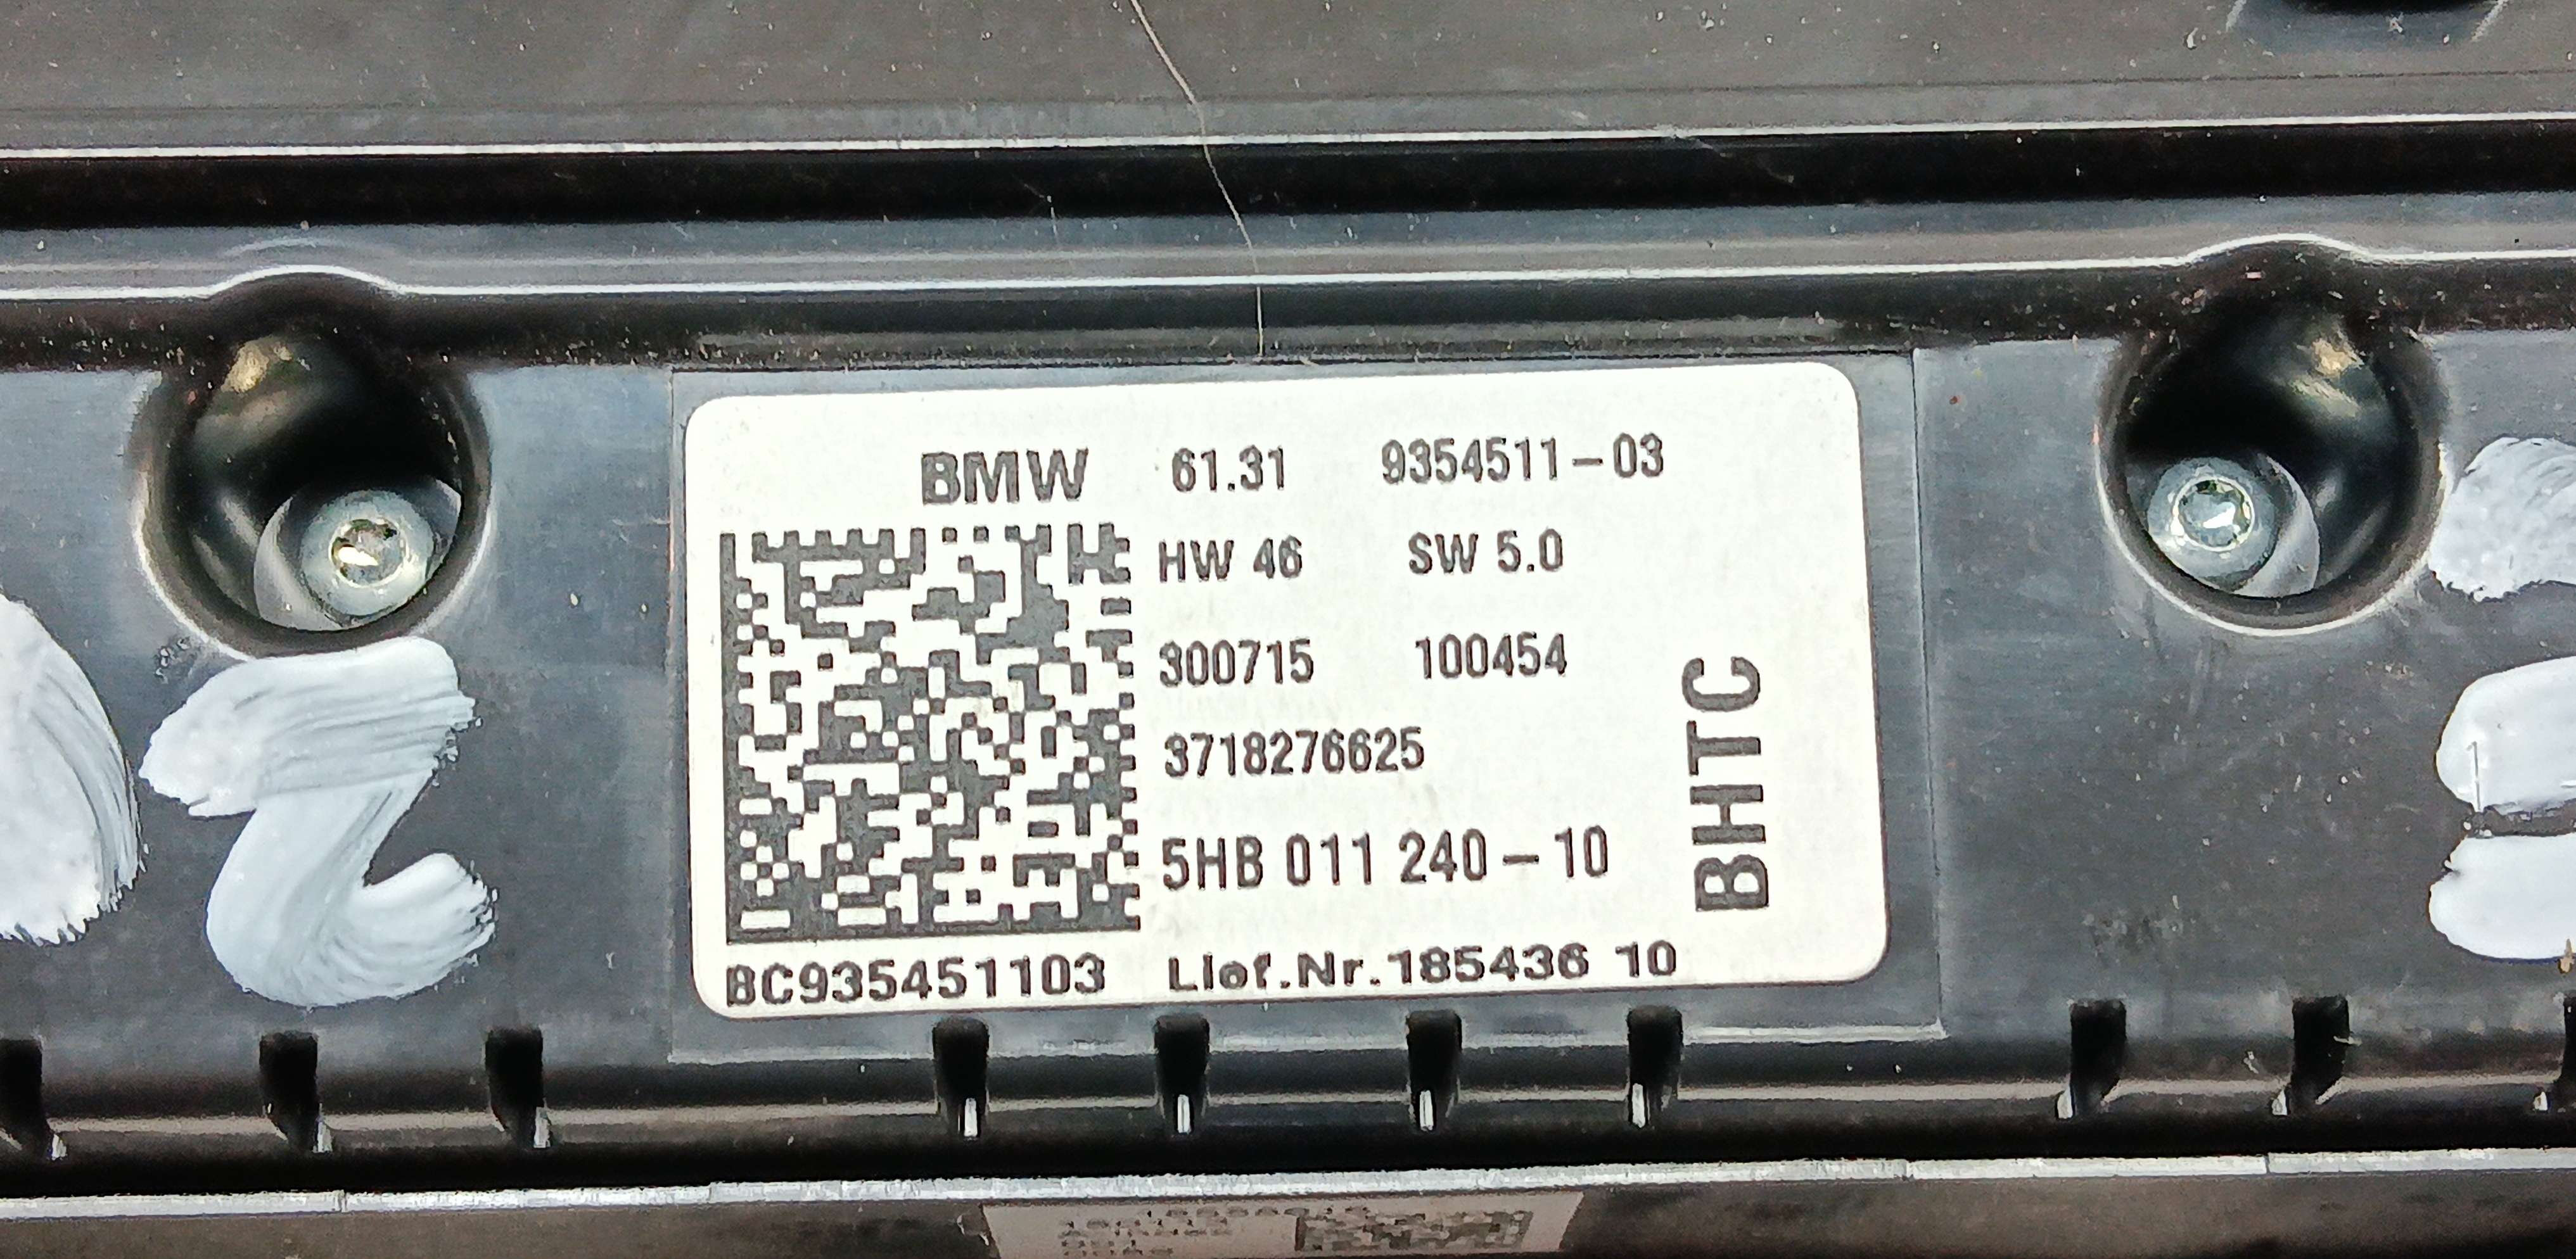 BMW 61.31 9354511-03
HW 46 SW 5.0
300715 100454
3718276625
5HB 011 240-10
BHTC
BC935451103 Lief.Nr.185436 10